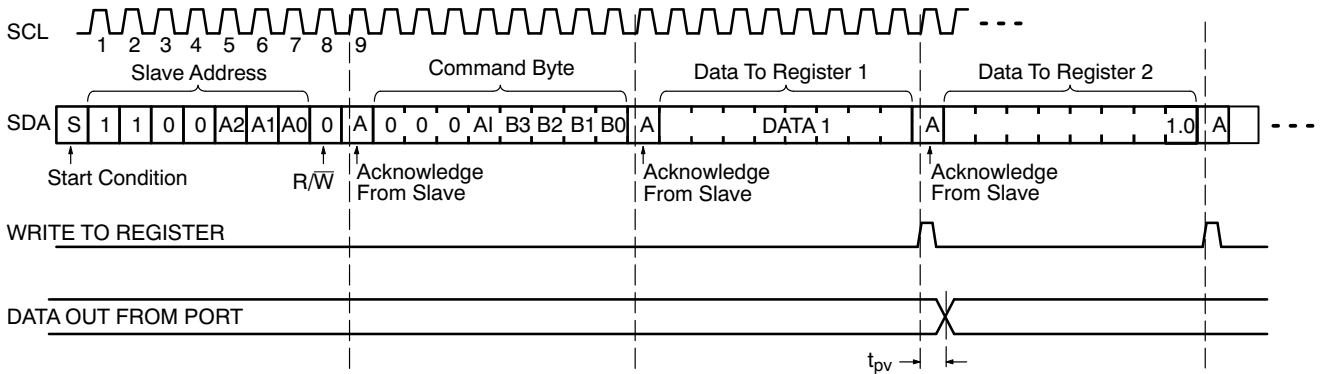 SCL
1 2 3 4 5 6 7 8 9
Slave Address Command Byte Data To Register 1 Data To Register 2
SDA S 1 1 0 0 A2 A1 A0 0 A 0 0 0 AI B3 B2 B1 B0 A DATA 1 A 1.0 A
Start Condition R/W Acknowledge From Slave Acknowledge From Slave Acknowledge From Slave
WRITE TO REGISTER
DATA OUT FROM PORT
tpv